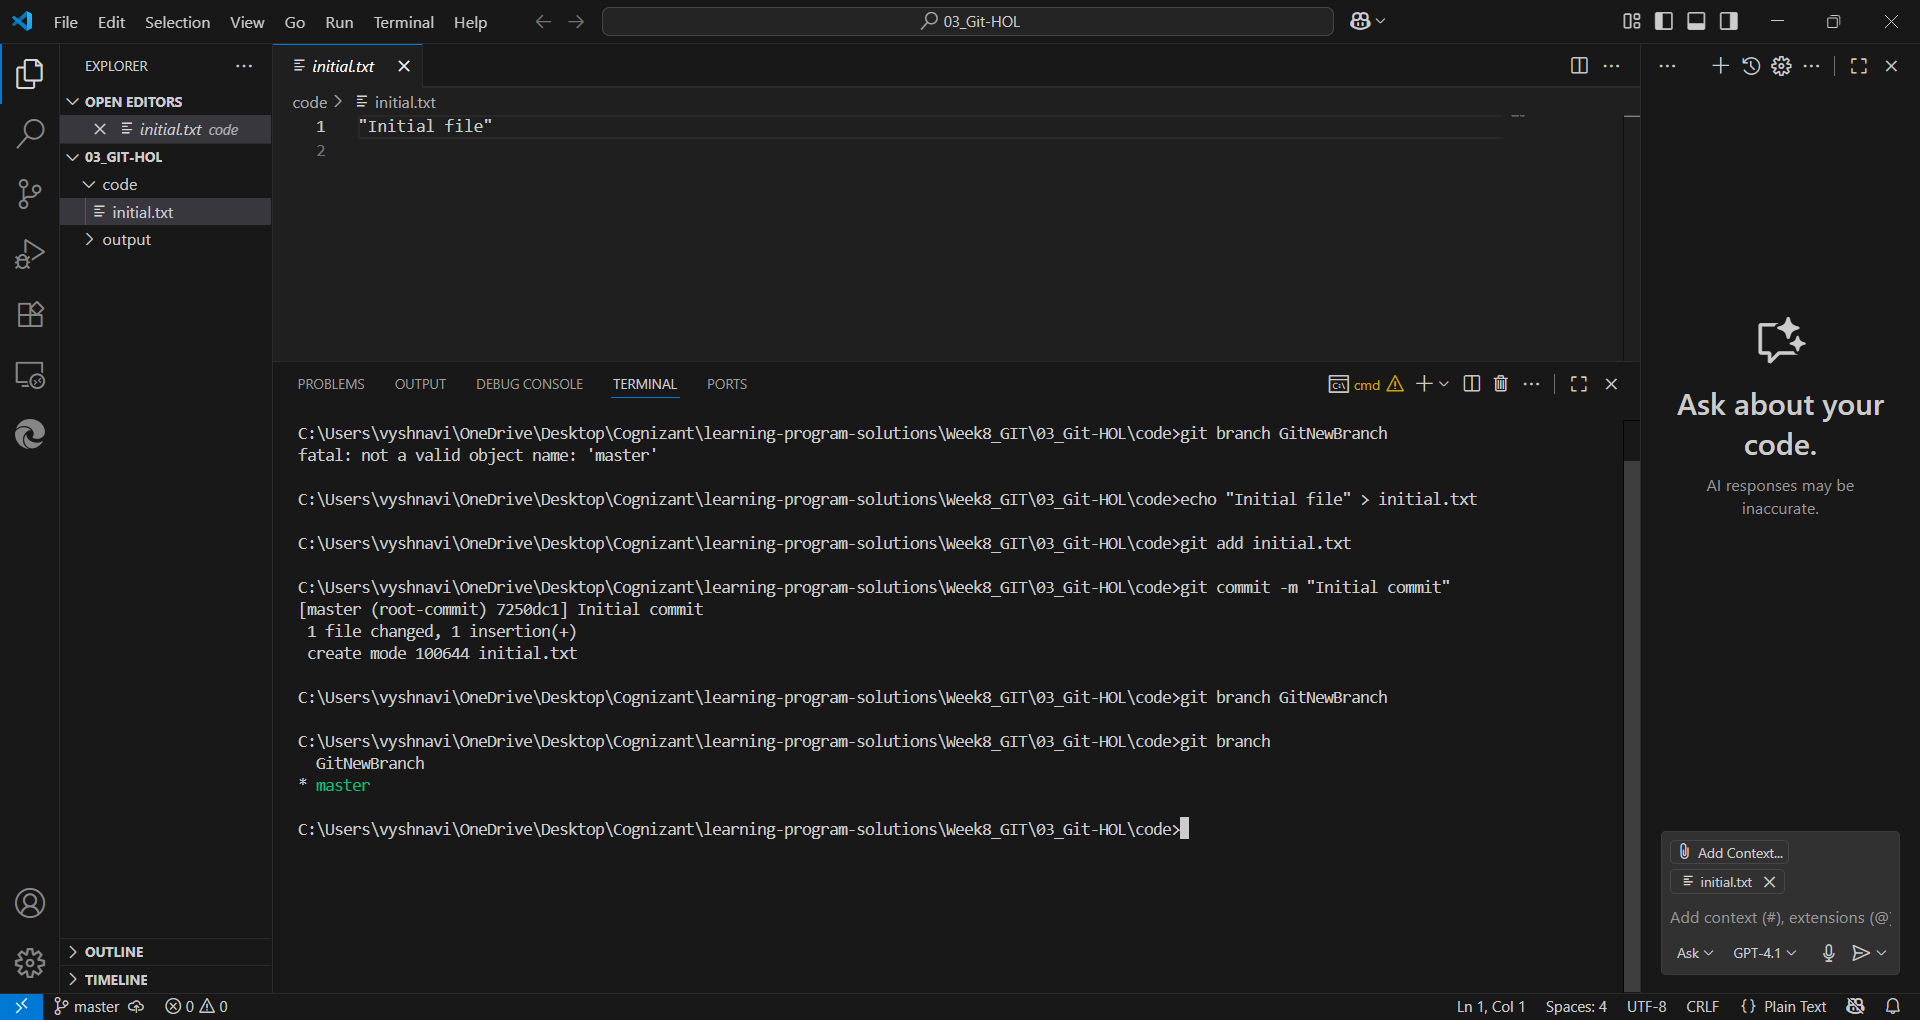 File Edit Selection View Go Run Terminal Help
03_Git-HOL
EXPLORER
OPEN EDITORS
initial.txt code
03_GIT-HOL
code
initial.txt
output
OUTLINE
TIMELINE
initial.txt
code > initial.txt
1 "Initial file"
2
PROBLEMS OUTPUT DEBUG CONSOLE TERMINAL PORTS
cmd
C:\Users\vyshnavi\OneDrive\Desktop\Cognizant\learning-program-solutions\Week8_GIT\03_Git-HOL\code>git branch GitNewBranch
fatal: not a valid object name: 'master'
C:\Users\vyshnavi\OneDrive\Desktop\Cognizant\learning-program-solutions\Week8_GIT\03_Git-HOL\code>echo "Initial file" > initial.txt
C:\Users\vyshnavi\OneDrive\Desktop\Cognizant\learning-program-solutions\Week8_GIT\03_Git-HOL\code>git add initial.txt
C:\Users\vyshnavi\OneDrive\Desktop\Cognizant\learning-program-solutions\Week8_GIT\03_Git-HOL\code>git commit -m "Initial commit"
[master (root-commit) 7250dc1] Initial commit
1 file changed, 1 insertion(+)
create mode 100644 initial.txt
C:\Users\vyshnavi\OneDrive\Desktop\Cognizant\learning-program-solutions\Week8_GIT\03_Git-HOL\code>git branch GitNewBranch
C:\Users\vyshnavi\OneDrive\Desktop\Cognizant\learning-program-solutions\Week8_GIT\03_Git-HOL\code>git branch
GitNewBranch
* master
C:\Users\vyshnavi\OneDrive\Desktop\Cognizant\learning-program-solutions\Week8_GIT\03_Git-HOL\code>
Ask about your
code.
AI responses may be
inaccurate.
Add Context...
initial.txt
Add context (#), extensions (@
Ask GPT-4.1
master 0 0
Ln 1, Col 1 Spaces: 4 UTF-8 CRLF {} Plain Text